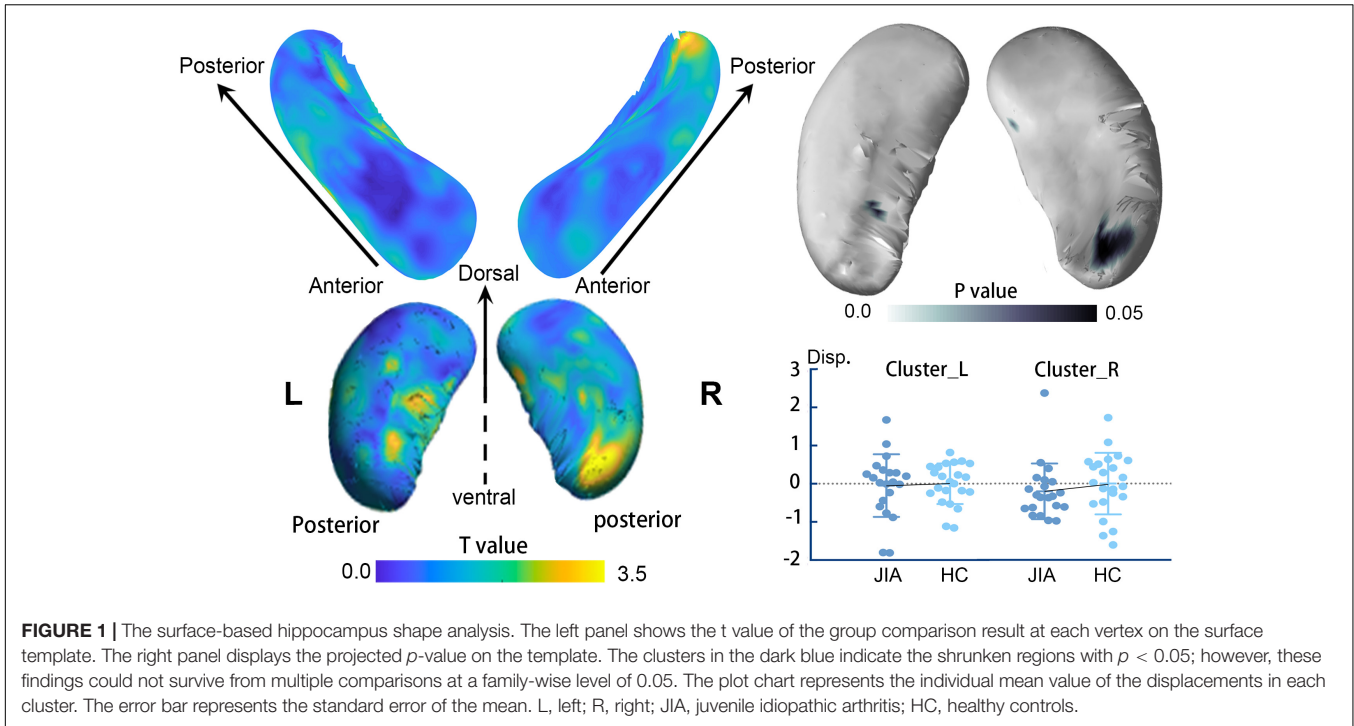 Posterior
Posterior
Anterior
Dorsal
Anterior
L
R
ventral
Posterior
posterior
T value
0.0
3.5
P value
0.0
0.05
Disp.
3
2
1
0
-1
-2
Cluster_L
Cluster_R
JIA
HC
JIA
HC
FIGURE 1 | The surface-based hippocampus shape analysis. The left panel shows the t value of the group comparison result at each vertex on the surface
template. The right panel displays the projected p-value on the template. The clusters in the dark blue indicate the shrunken regions with p < 0.05; however, these
findings could not survive from multiple comparisons at a family-wise level of 0.05. The plot chart represents the individual mean value of the displacements in each
cluster. The error bar represents the standard error of the mean. L, left; R, right; JIA, juvenile idiopathic arthritis; HC, healthy controls.